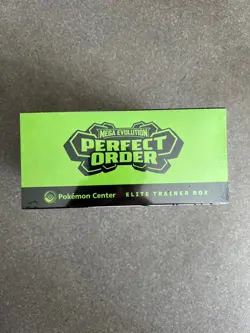 MEGA EVOLUTION
PERFECT
ORDER
Pokémon Center ELITE TRAINER BOX